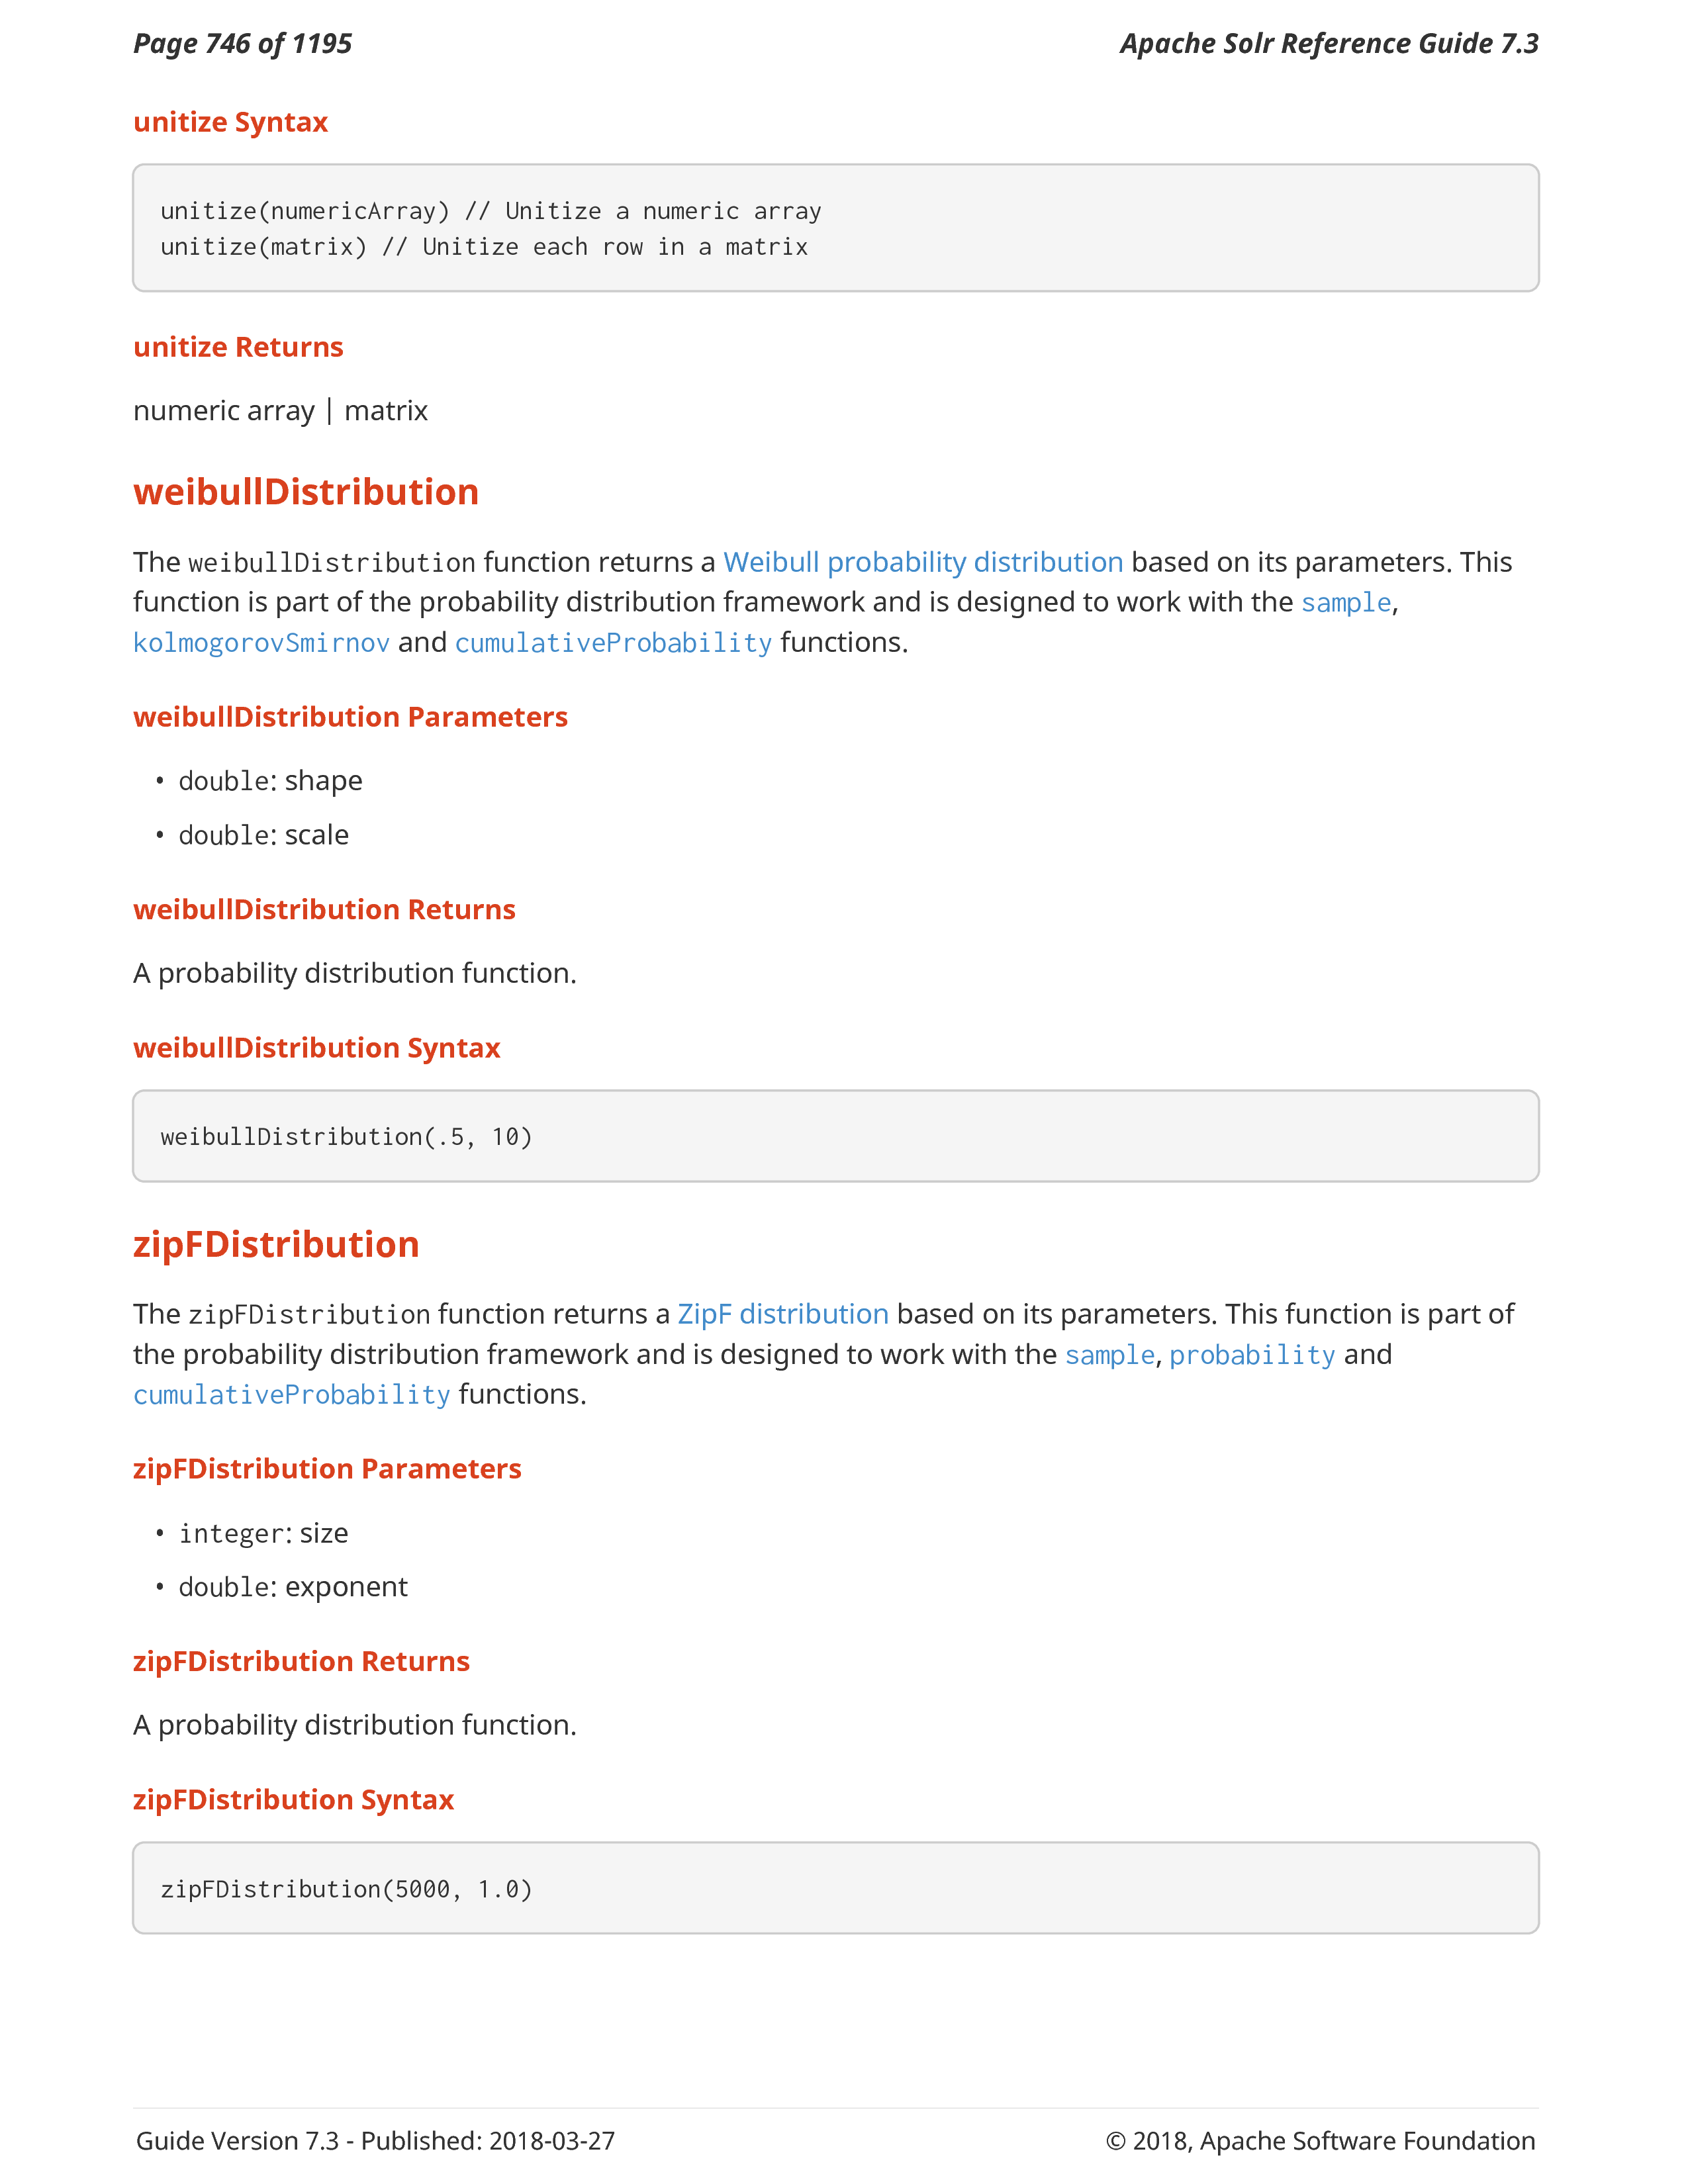 Page 746 of 1195
Apache Solr Reference Guide 7.3
unitize Syntax
unitize(numericArray) // Unitize a numeric array
unitize(matrix) // Unitize each row in a matrix
unitize Returns
numeric array | matrix
weibullDistribution
The weibullDistribution function returns a Weibull probability distribution based on its parameters. This
function is part of the probability distribution framework and is designed to work with the sample,
kolmogorovSmirnov and cumulativeProbability functions.
weibullDistribution Parameters
• double: shape
• double: scale
weibullDistribution Returns
A probability distribution function.
weibullDistribution Syntax
weibullDistribution(.5, 10)
zipFDistribution
The zipFDistribution function returns a ZipF distribution based on its parameters. This function is part of
the probability distribution framework and is designed to work with the sample, probability and
cumulativeProbability functions.
zipFDistribution Parameters
• integer: size
• double: exponent
zipFDistribution Returns
A probability distribution function.
zipFDistribution Syntax
zipFDistribution(5000, 1.0)
Guide Version 7.3 - Published: 2018-03-27
© 2018, Apache Software Foundation